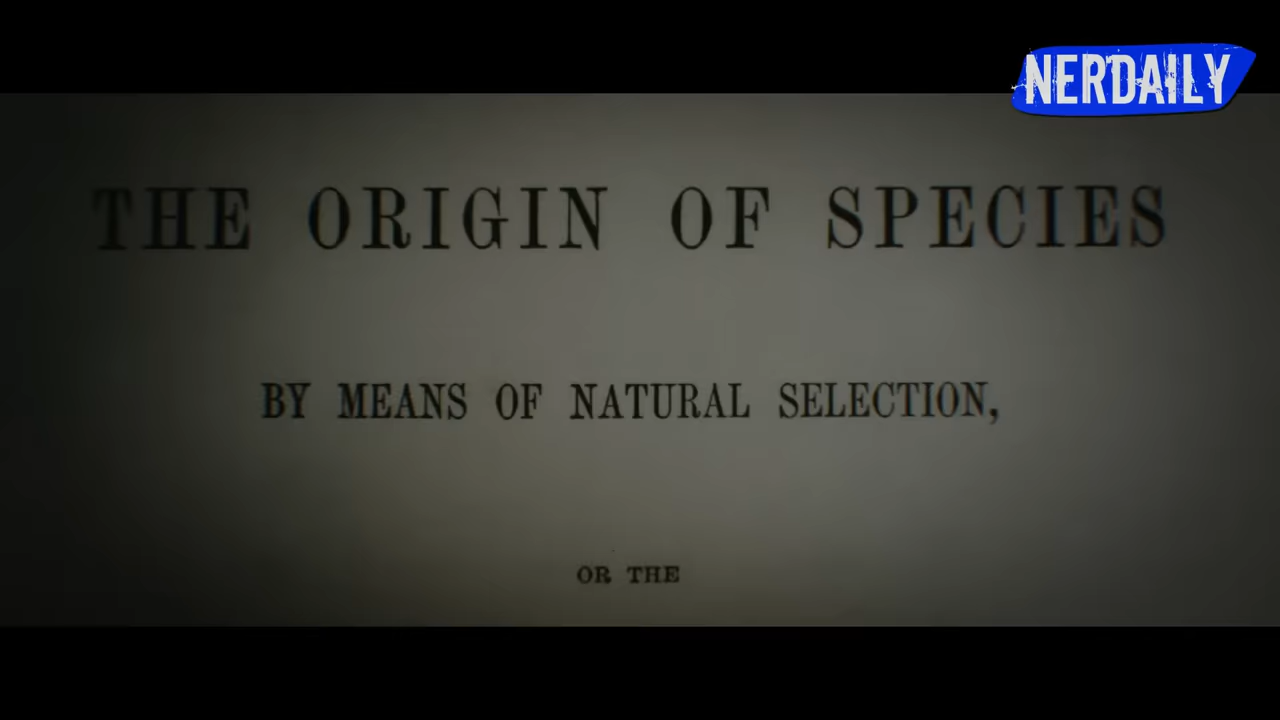 NERDAILY
THE ORIGIN OF SPECIES
BY MEANS OF NATURAL SELECTION,
OR THE